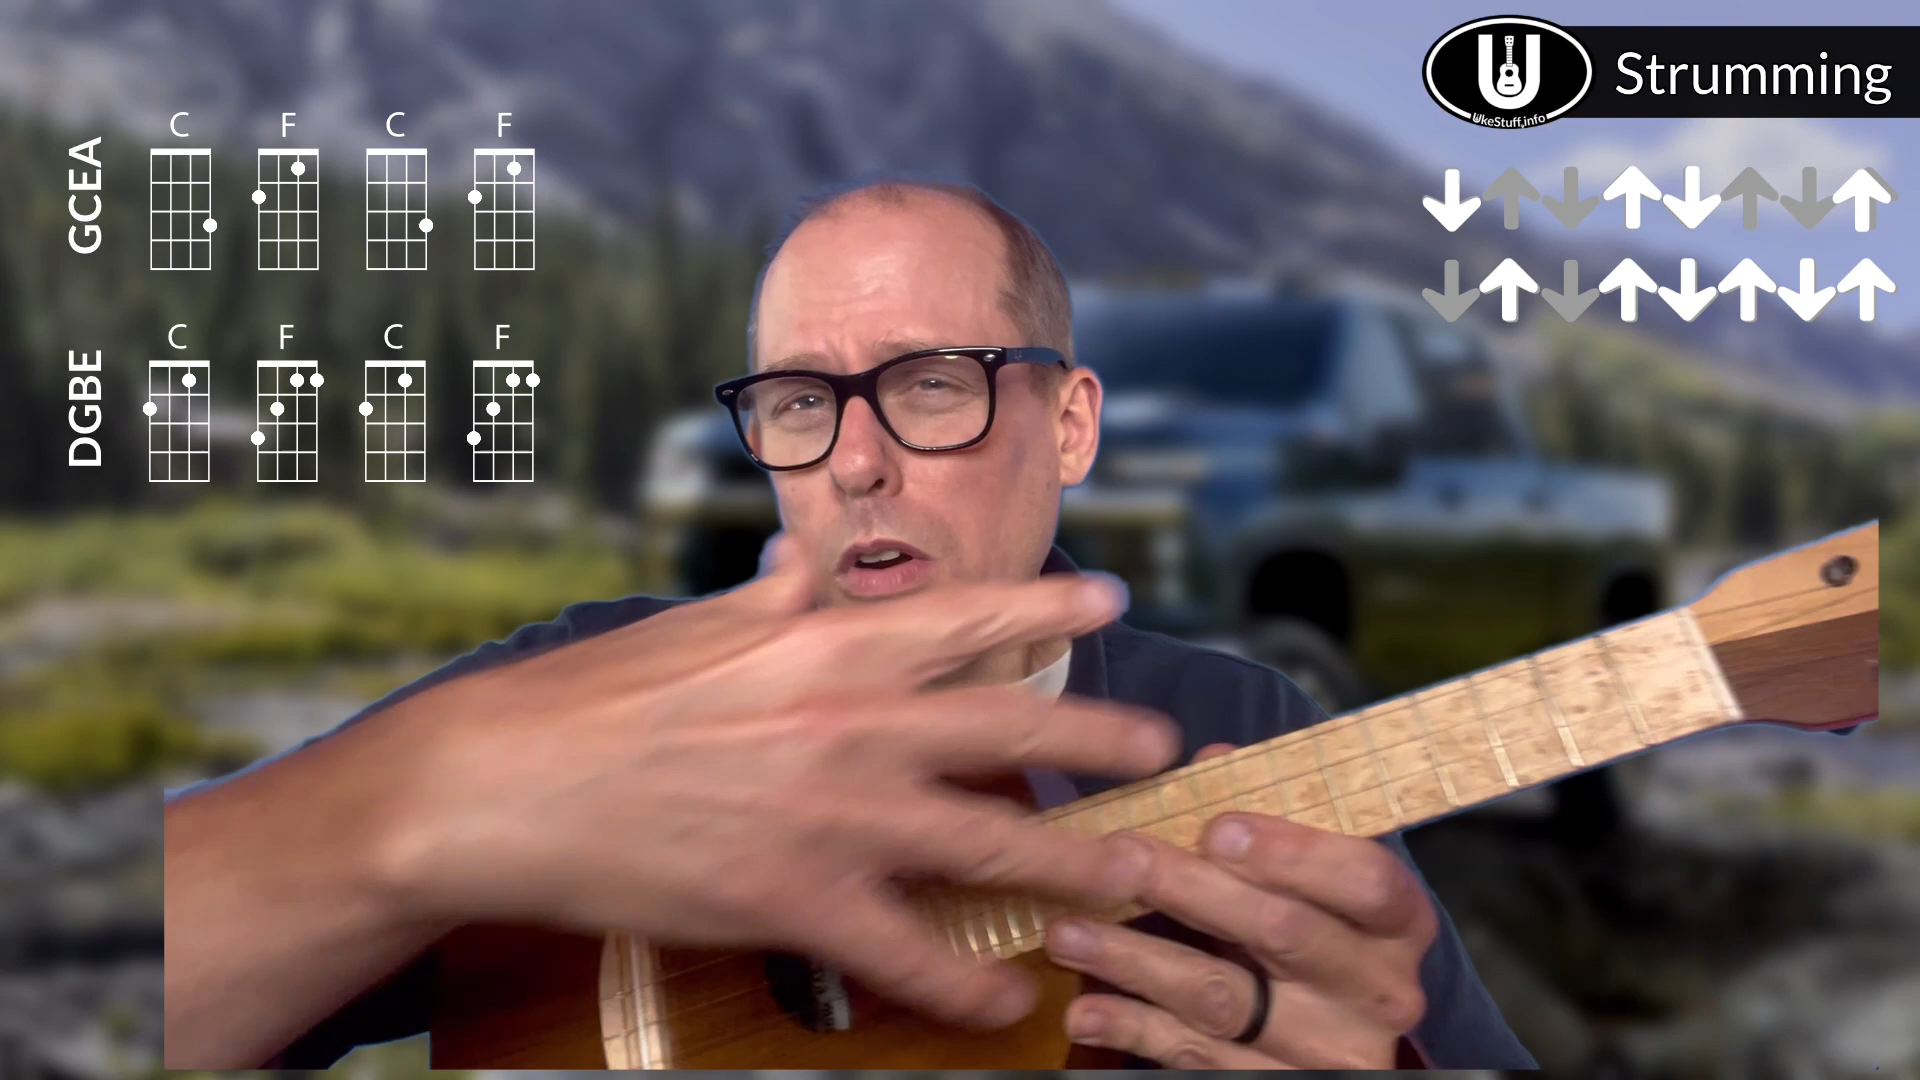 C F C F
GCEA
C F C F
DGBE
U
UkeStuff.info
Strumming